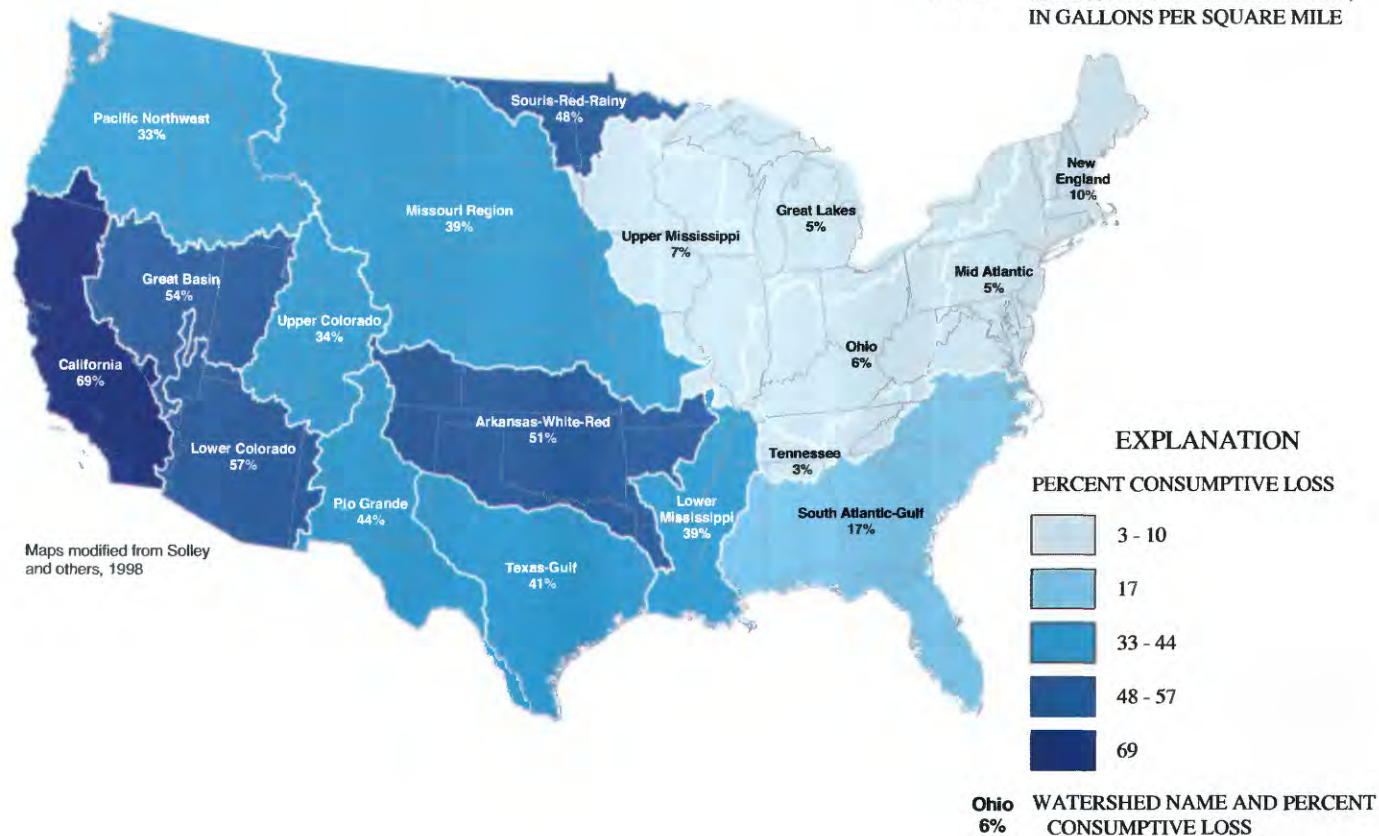 IN GALLONS PER SQUARE MILE
Pacific Northwest
33%
Souris-Red-Rainy
48%
New
England
10%
Missouri Region
39%
Great Lakes
5%
Upper Mississippi
7%
Mid Atlantic
5%
Great Basin
54%
Upper Colorado
34%
Ohio
6%
California
69%
Arkansas-White-Red
51%
Lower Colorado
57%
Tennessee
3%
Rio Grande
44%
Lower
Mississippi
39%
South Atlantic-Gulf
17%
Texas-Gulf
41%
Maps modified from Solley
and others, 1998
EXPLANATION
PERCENT CONSUMPTIVE LOSS
3 - 10
17
33 - 44
48 - 57
69
Ohio
6%
WATERSHED NAME AND PERCENT
CONSUMPTIVE LOSS